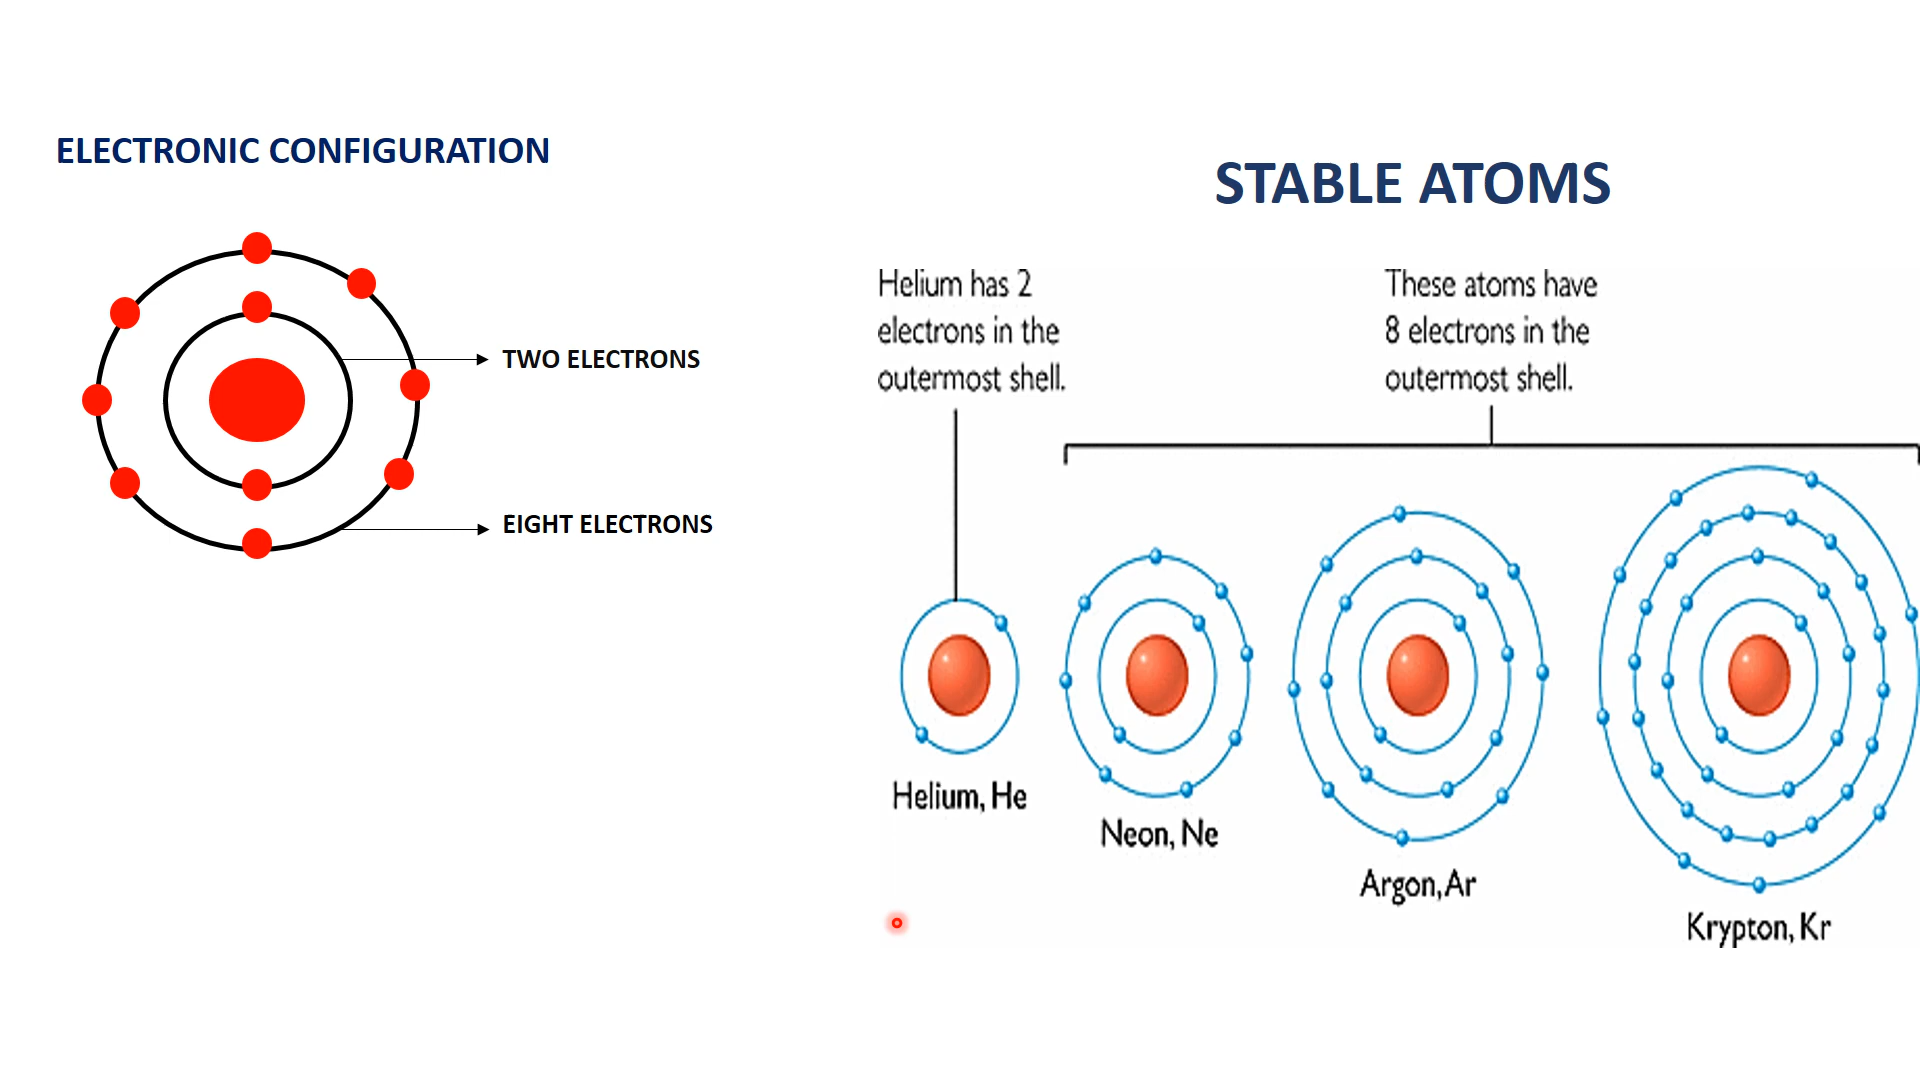 ELECTRONIC CONFIGURATION
TWO ELECTRONS
EIGHT ELECTRONS
STABLE ATOMS
Helium has 2
electrons in the
outermost shell.
These atoms have
8 electrons in the
outermost shell.
Helium, He
Neon, Ne
Argon, Ar
Krypton, Kr